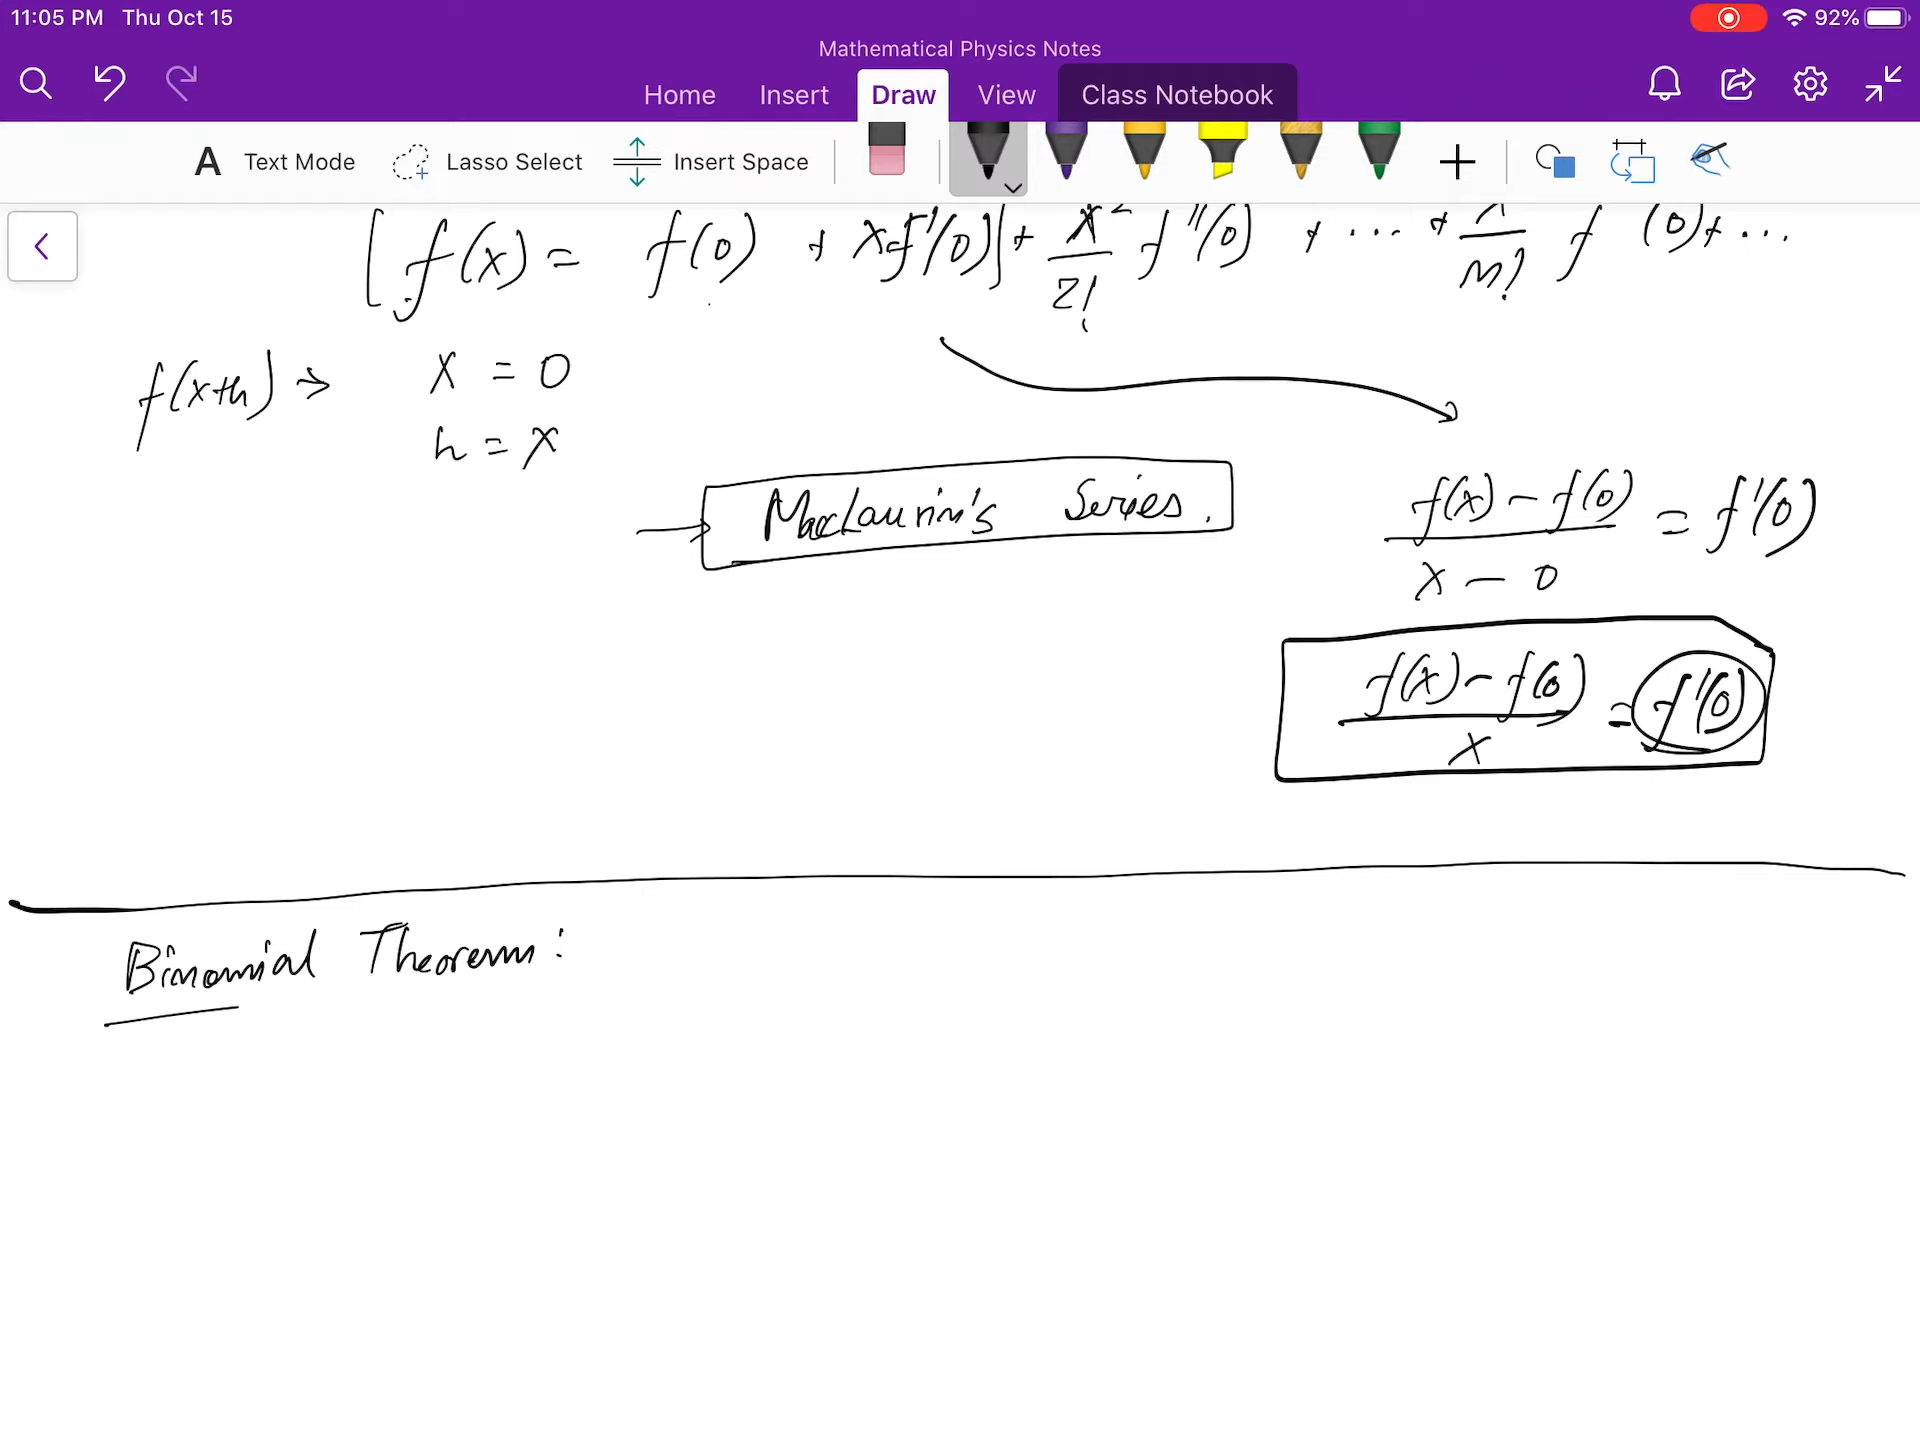 11:05 PM Thu Oct 15 92%
Mathematical Physics Notes
Home Insert Draw View Class Notebook
A Text Mode Lasso Select Insert Space
[f(x) = f(0) + xf'(0)] + x²/2! f''(0) + ... + /n! f (0) + ...
f(x+h) → x = 0
h = x
→ MacLaurin's Series.
f(x) - f(0) / x - 0 = f'(0)
f(x) - f(0) / x = f'(0)
Binomial Theorem: